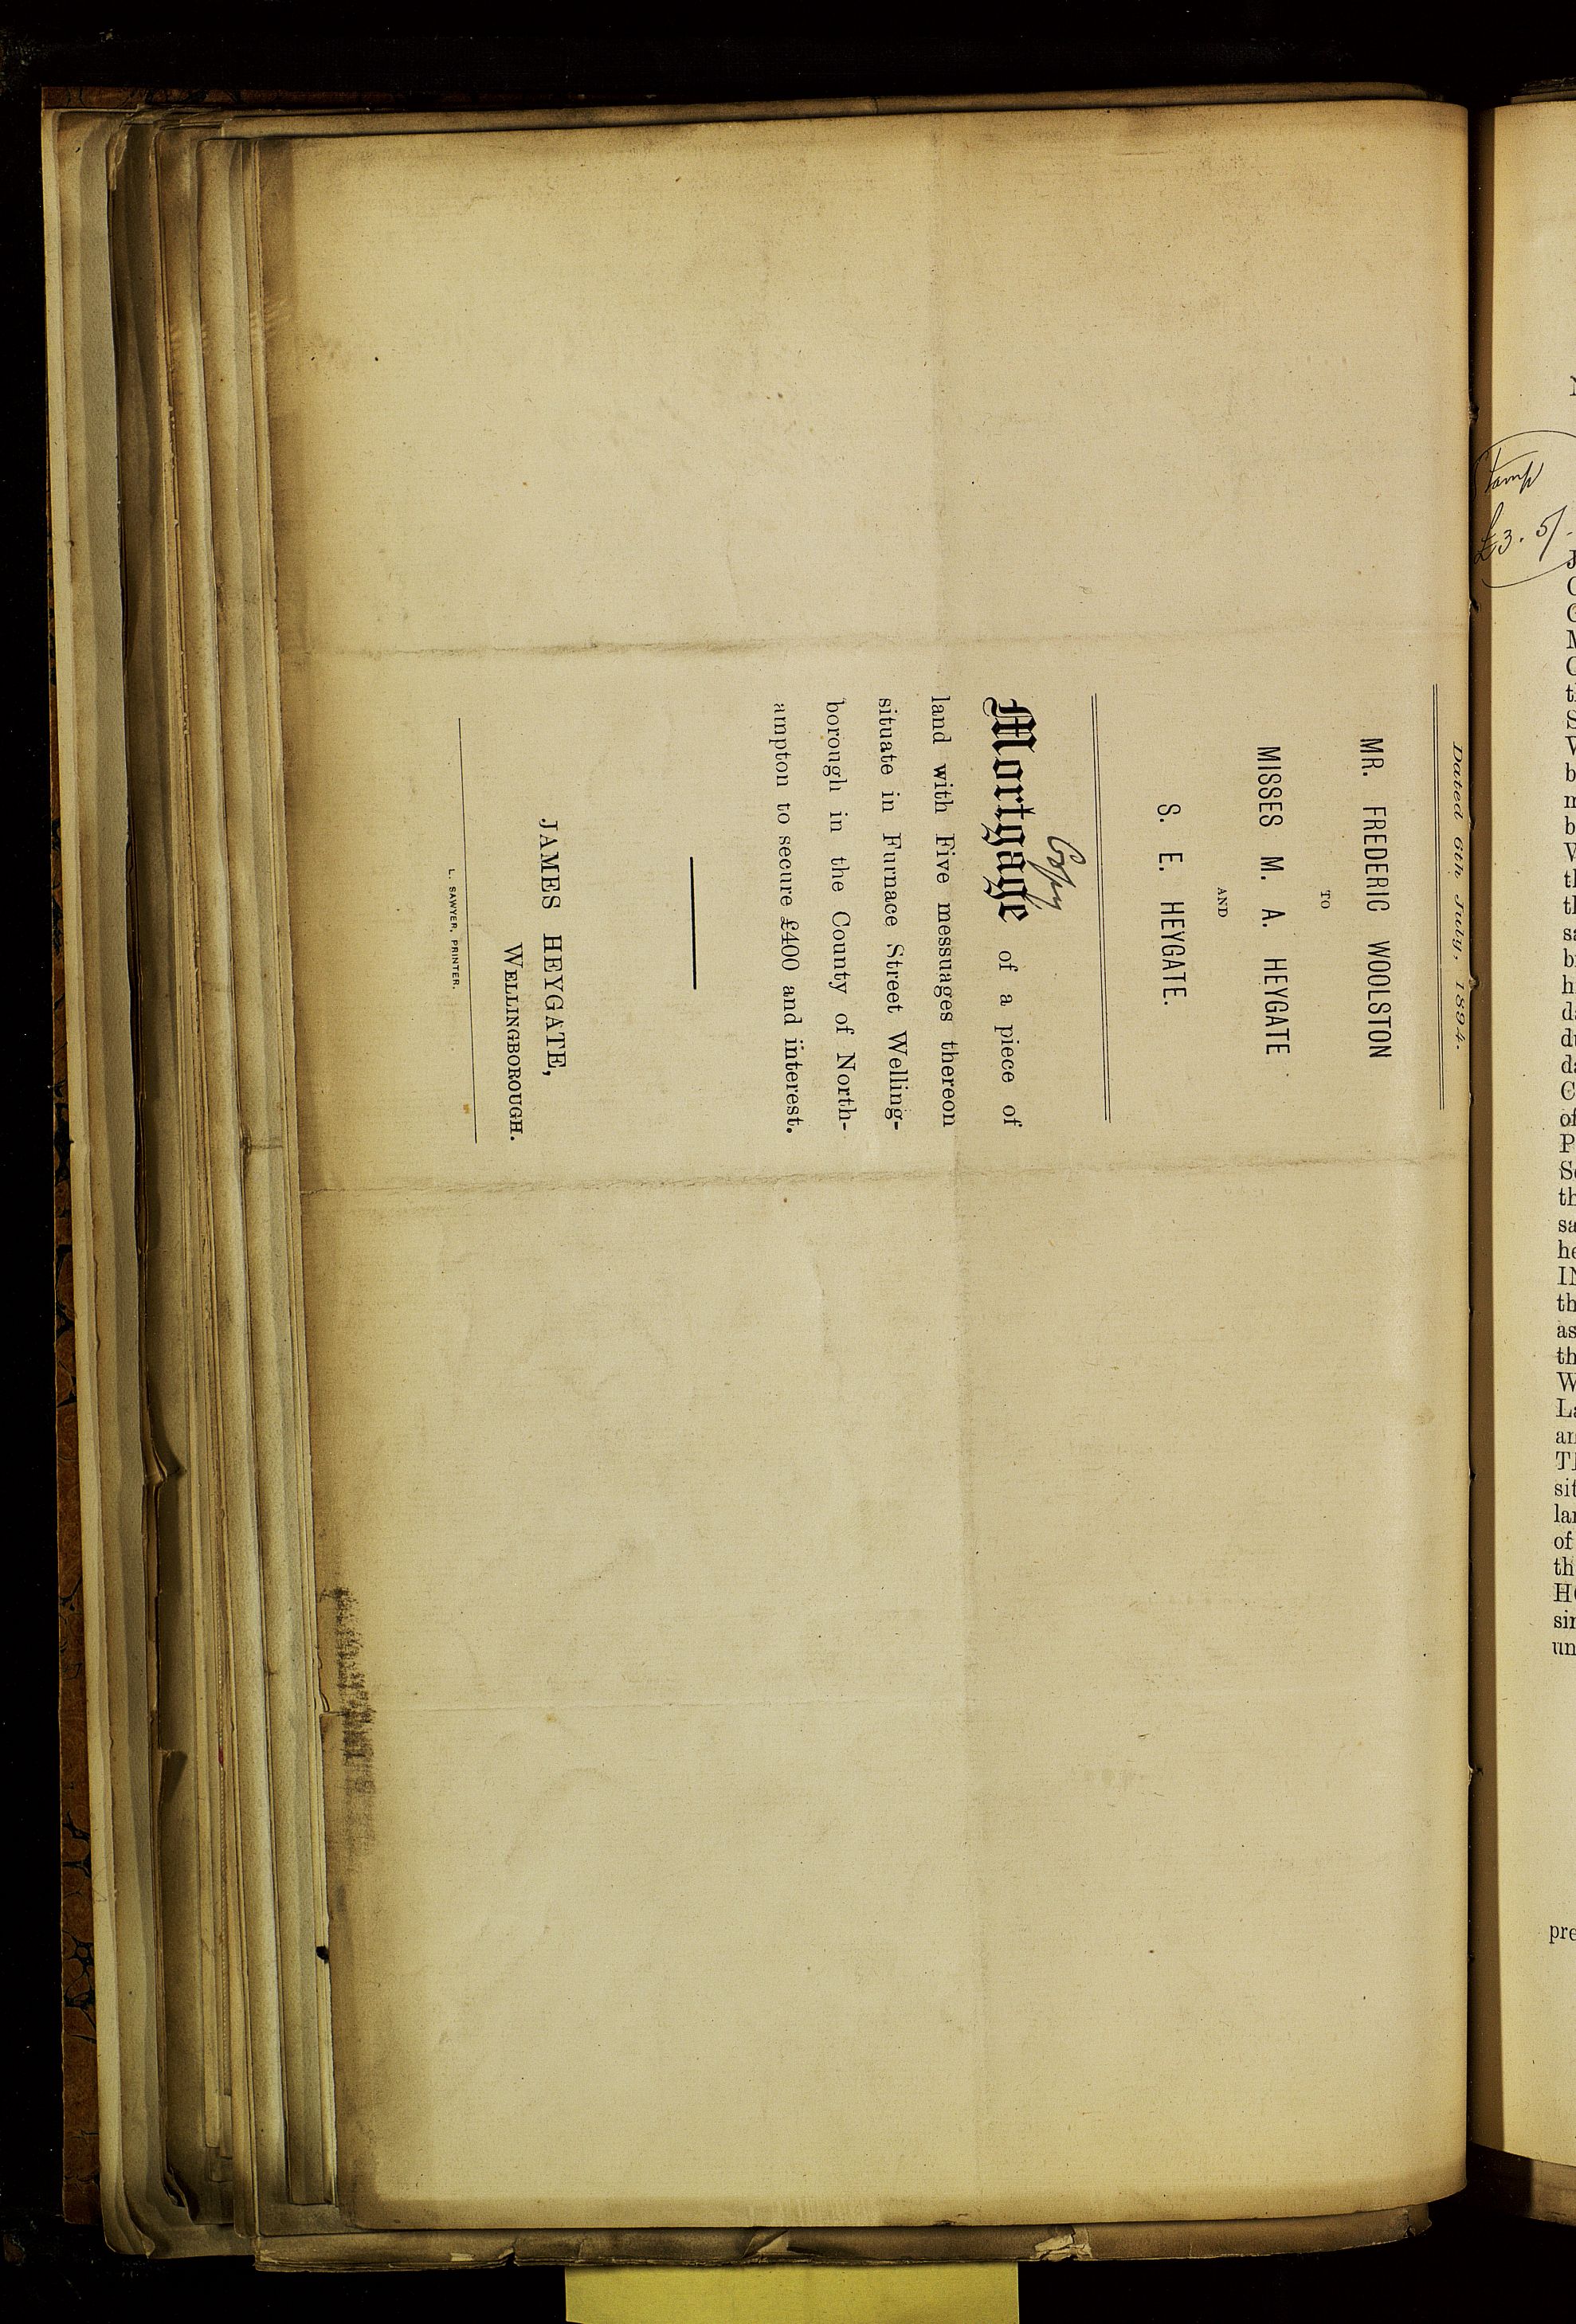 Dated 6th July, 1894.
MR. FREDERIC WOOLSTON
TO
MISSES M. A. HEYGATE
AND
S. E. HEYGATE.
Copy
Mortgage of a piece of
land with Five messuages thereon
situate in Furnace Street Welling-
borough in the County of North-
ampton to secure £400 and interest.
JAMES HEYGATE,
WELLINGBOROUGH.
L. SAWYER, PRINTER.
Stamp
£3. 5/-